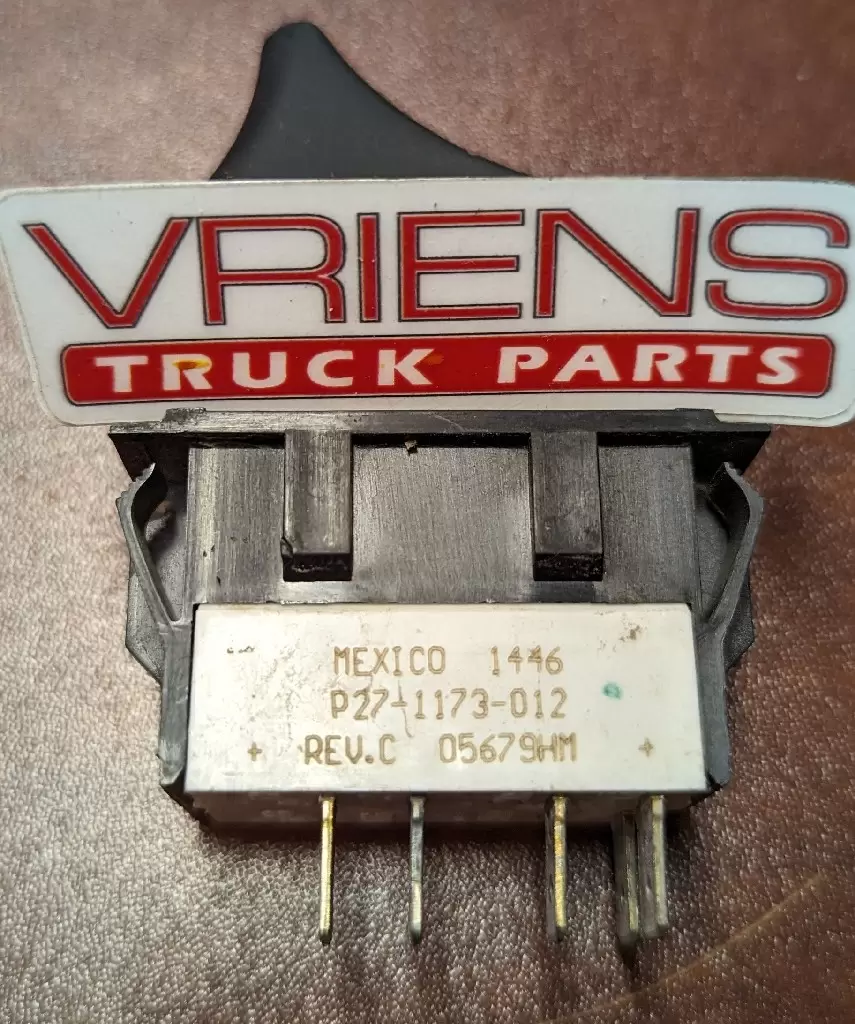 VRIENS
TRUCK PARTS
MEXICO 1446
P27-1173-012
+ REV.C 05679HM +